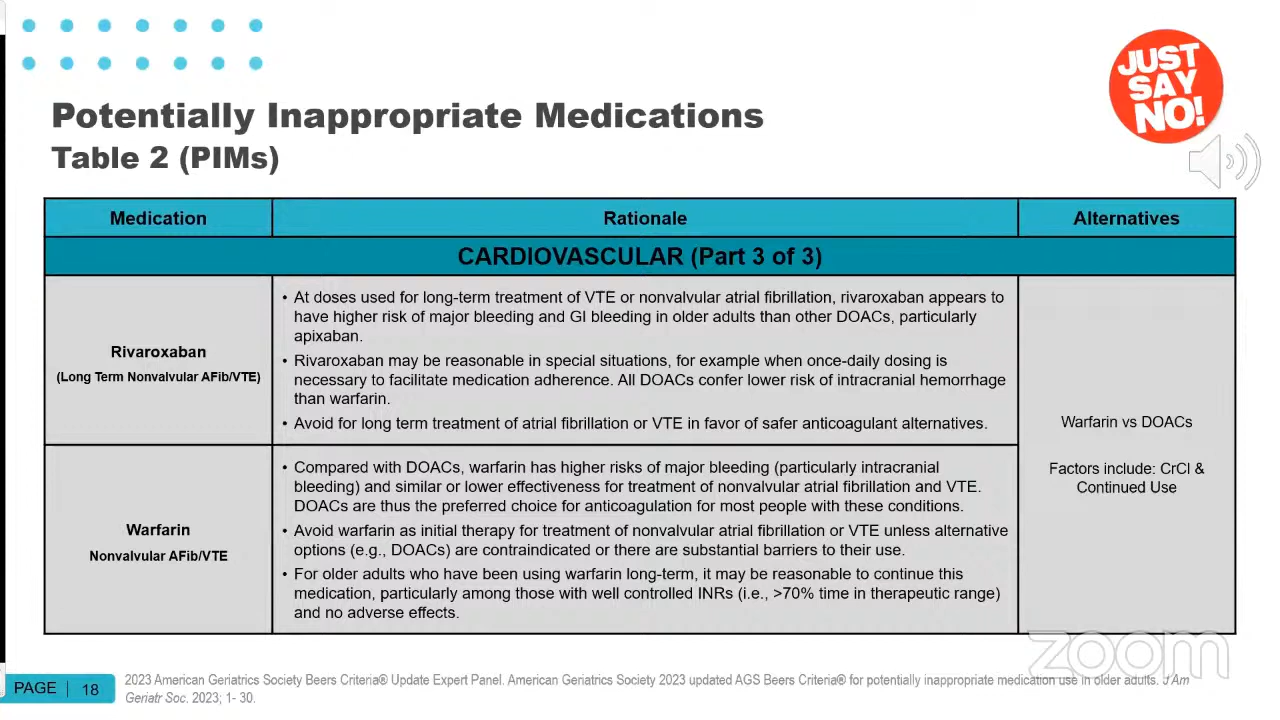 JUST
SAY
NO!
Potentially Inappropriate Medications
Table 2 (PIMs)
Medication
Rationale
Alternatives
CARDIOVASCULAR (Part 3 of 3)
Rivaroxaban
(Long Term Nonvalvular AFib/VTE)
• At doses used for long-term treatment of VTE or nonvalvular atrial fibrillation, rivaroxaban appears to
have higher risk of major bleeding and GI bleeding in older adults than other DOACs, particularly
apixaban.
• Rivaroxaban may be reasonable in special situations, for example when once-daily dosing is
necessary to facilitate medication adherence. All DOACs confer lower risk of intracranial hemorrhage
than warfarin.
• Avoid for long term treatment of atrial fibrillation or VTE in favor of safer anticoagulant alternatives.
Warfarin vs DOACs
Factors include: CrCl &
Continued Use
Warfarin
Nonvalvular AFib/VTE
• Compared with DOACs, warfarin has higher risks of major bleeding (particularly intracranial
bleeding) and similar or lower effectiveness for treatment of nonvalvular atrial fibrillation and VTE.
DOACs are thus the preferred choice for anticoagulation for most people with these conditions.
• Avoid warfarin as initial therapy for treatment of nonvalvular atrial fibrillation or VTE unless alternative
options (e.g., DOACs) are contraindicated or there are substantial barriers to their use.
• For older adults who have been using warfarin long-term, it may be reasonable to continue this
medication, particularly among those with well controlled INRs (i.e., >70% time in therapeutic range)
and no adverse effects.
zoom
PAGE | 18
2023 American Geriatrics Society Beers Criteria® Update Expert Panel. American Geriatrics Society 2023 updated AGS Beers Criteria® for potentially inappropriate medication use in older adults. J Am
Geriatr Soc. 2023; 1- 30.